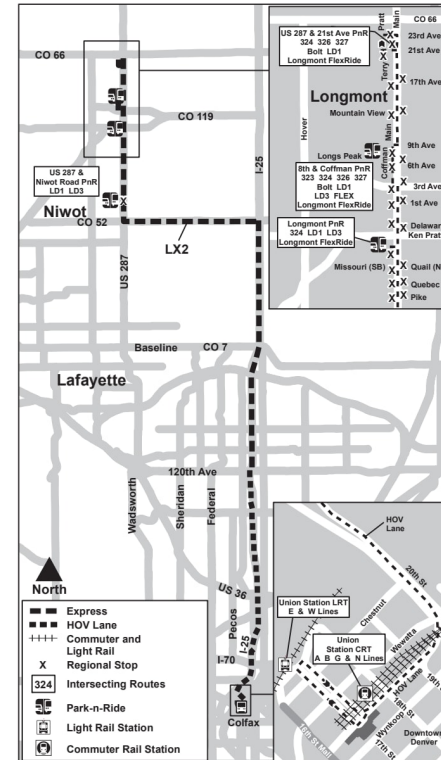 CO 66
CO 119
I-25
US 287 &
Niwot Road PnR
LD1 LD3
Niwot
CO 52
LX2
US 287
Baseline
CO 7
Lafayette
120th Ave
Wadsworth
Sheridan
Federal
US 36
Pecos
I-25
I-70
Colfax
North
Express
HOV Lane
Commuter and
Light Rail
X Regional Stop
324 Intersecting Routes
Park-n-Ride
Light Rail Station
Commuter Rail Station
CO 66
Pratt
Main
US 287 & 21st Ave PnR
324 326 327
Bolt LD1
Longmont FlexRide
23rd Ave
21st Ave
Terry
17th Ave
Longmont
Hover
Mountain View
Main
9th Ave
Longs Peak
Coffman
6th Ave
8th & Coffman PnR
323 324 326 327
Bolt LD1
LD3 FLEX
Longmont FlexRide
3rd Ave
1st Ave
Longmont PnR
324 LD1 LD3
Longmont FlexRide
Delawar
Ken Prat
Missouri (SB)
Quail (N
Quebec
Pike
HOV
Lane
20th St
Chestnut
Union Station LRT
E & W Lines
Union
Station CRT
A B G & N Lines
Wewatta
HOV Lane
19th
18th St
Wynkoop
17th St
16th St Mall
Downtown
Denver